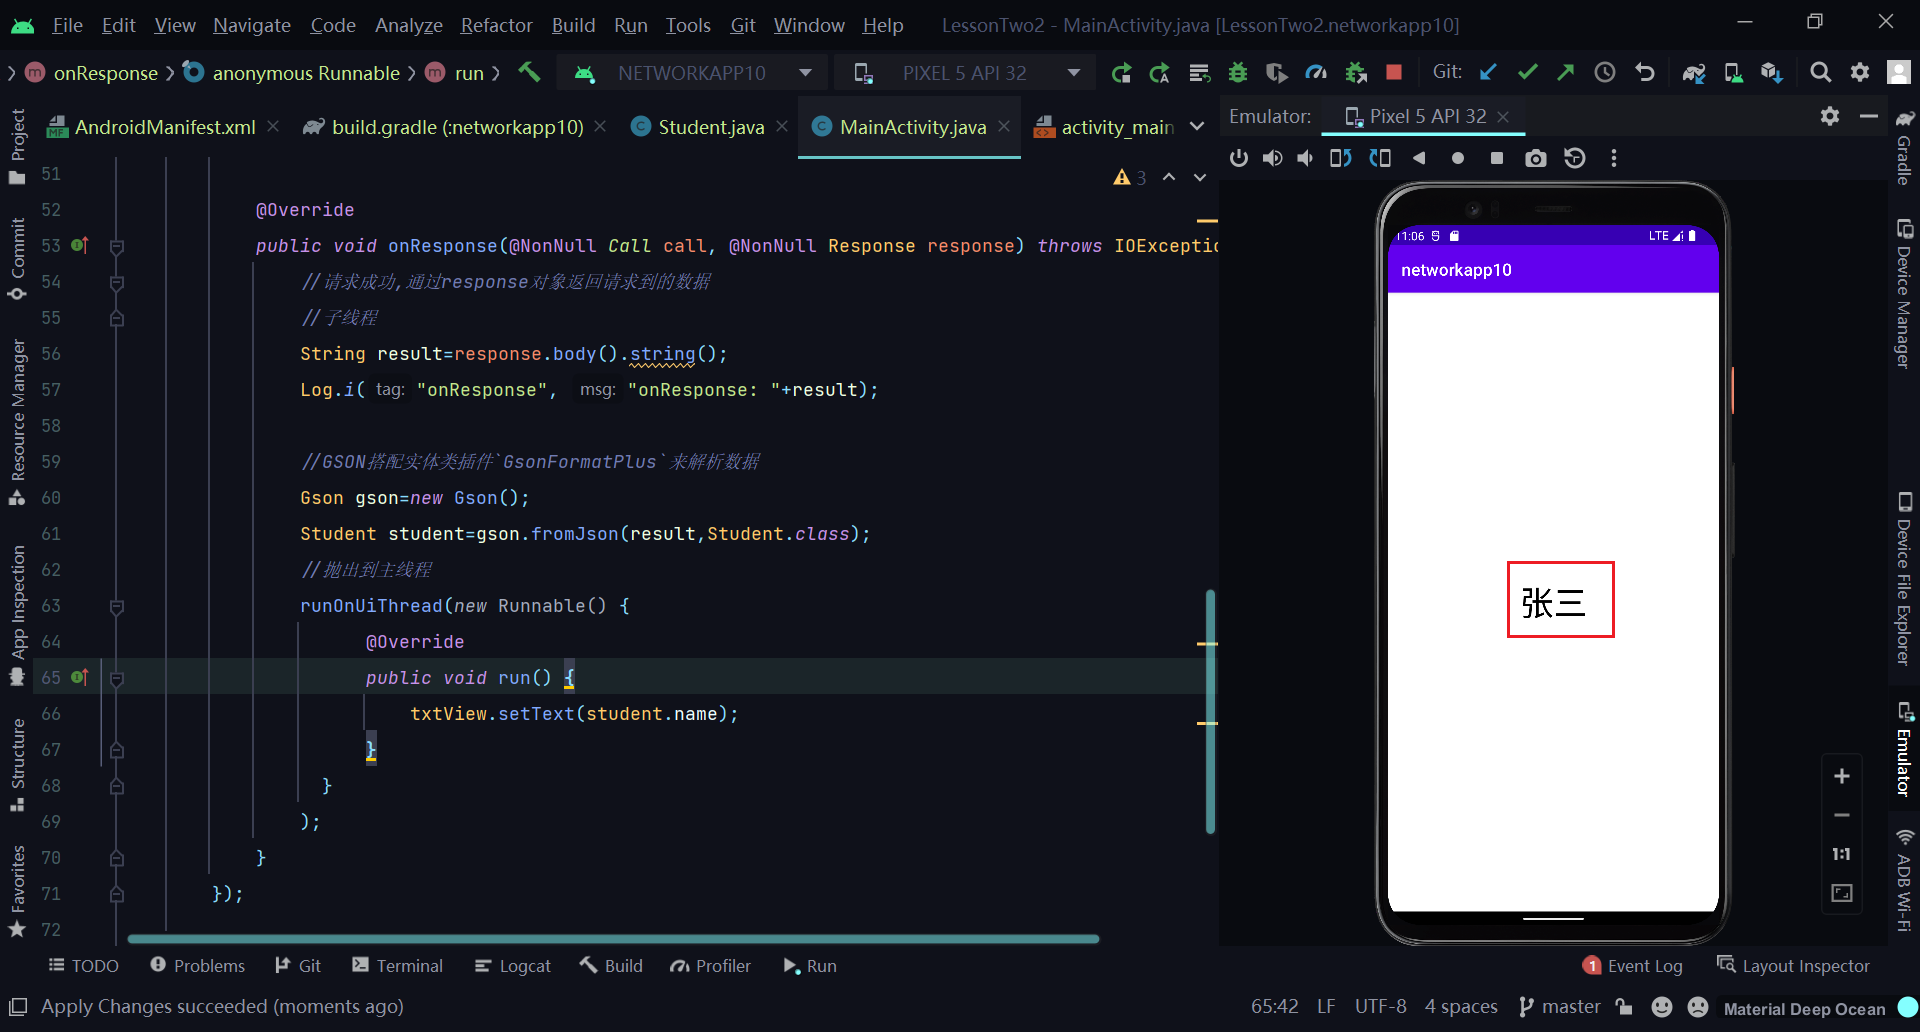 File Edit View Navigate Code Analyze Refactor Build Run Tools Git Window Help LessonTwo2 - MainActivity.java [LessonTwo2.networkapp10]
onResponse anonymous Runnable run NETWORKAPP10 PIXEL 5 API 32 Git:
AndroidManifest.xml build.gradle (:networkapp10) Student.java MainActivity.java activity_main
Emulator: Pixel 5 API 32
3
51
52 @Override
53 public void onResponse(@NonNull Call call, @NonNull Response response) throws IOExceptio
54 //请求成功,通过response对象返回请求到的数据
55 //子线程
56 String result=response.body().string();
57 Log.i( tag: "onResponse", msg: "onResponse: "+result);
58
59 //GSON搭配实体类插件`GsonFormatPlus`来解析数据
60 Gson gson=new Gson();
61 Student student=gson.fromJson(result,Student.class);
62 //抛出到主线程
63 runOnUiThread(new Runnable() {
64 @Override
65 public void run() {
66 txtView.setText(student.name);
67 }
68 }
69 );
70 }
71 });
72
Project
Commit
Resource Manager
App Inspection
Structure
Favorites
11:06 LTE
networkapp10
张三
1:1
Gradle
Device Manager
Device File Explorer
Emulator
ADB Wi-Fi
TODO Problems Git Terminal Logcat Build Profiler Run 1 Event Log Layout Inspector
Apply Changes succeeded (moments ago) 65:42 LF UTF-8 4 spaces master Material Deep Ocean